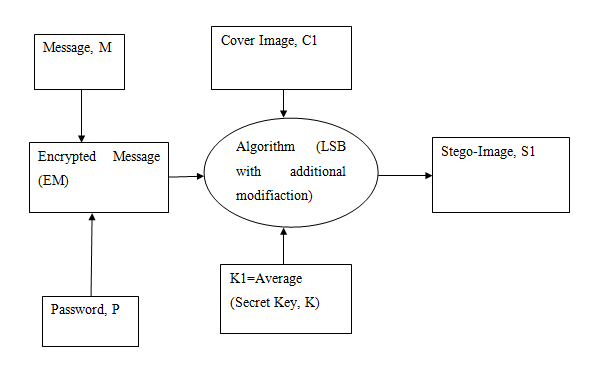 Message, M
Cover Image, C1
Encrypted Message
(EM)
Algorithm (LSB
with additional
modifiaction)
Stego-Image, S1
K1=Average
(Secret Key, K)
Password, P